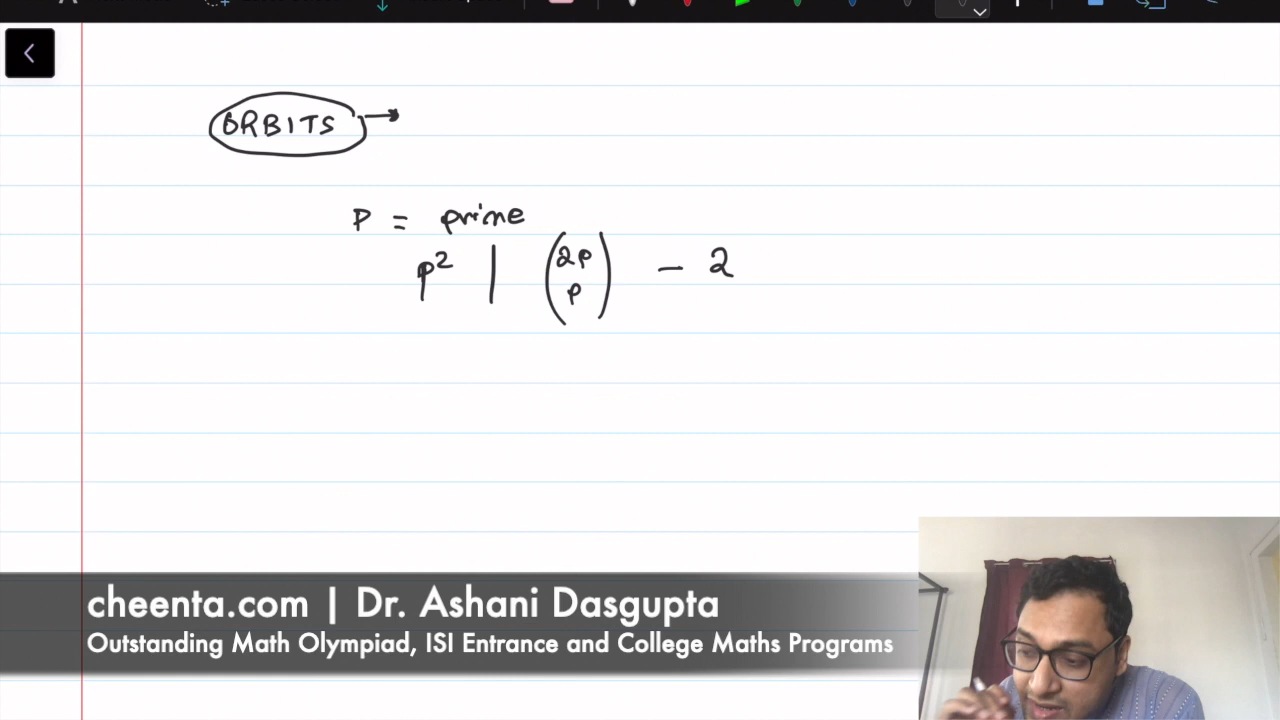 ORBITS →
P = prime
p² | (2p p) - 2
cheenta.com | Dr. Ashani Dasgupta
Outstanding Math Olympiad, ISI Entrance and College Maths Programs